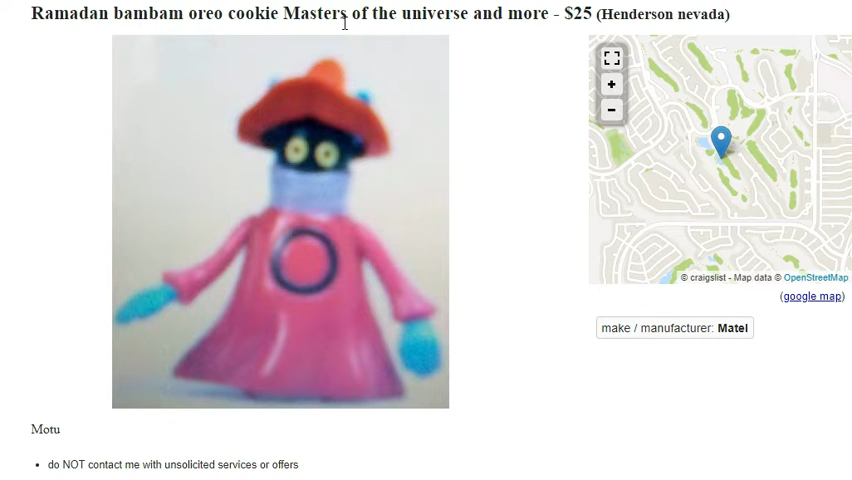 Ramadan bambam oreo cookie Masters of the universe and more - $25 (Henderson nevada)
+
−
© craigslist - Map data © OpenStreetMap
(google map)
make / manufacturer: Matel
Motu
• do NOT contact me with unsolicited services or offers